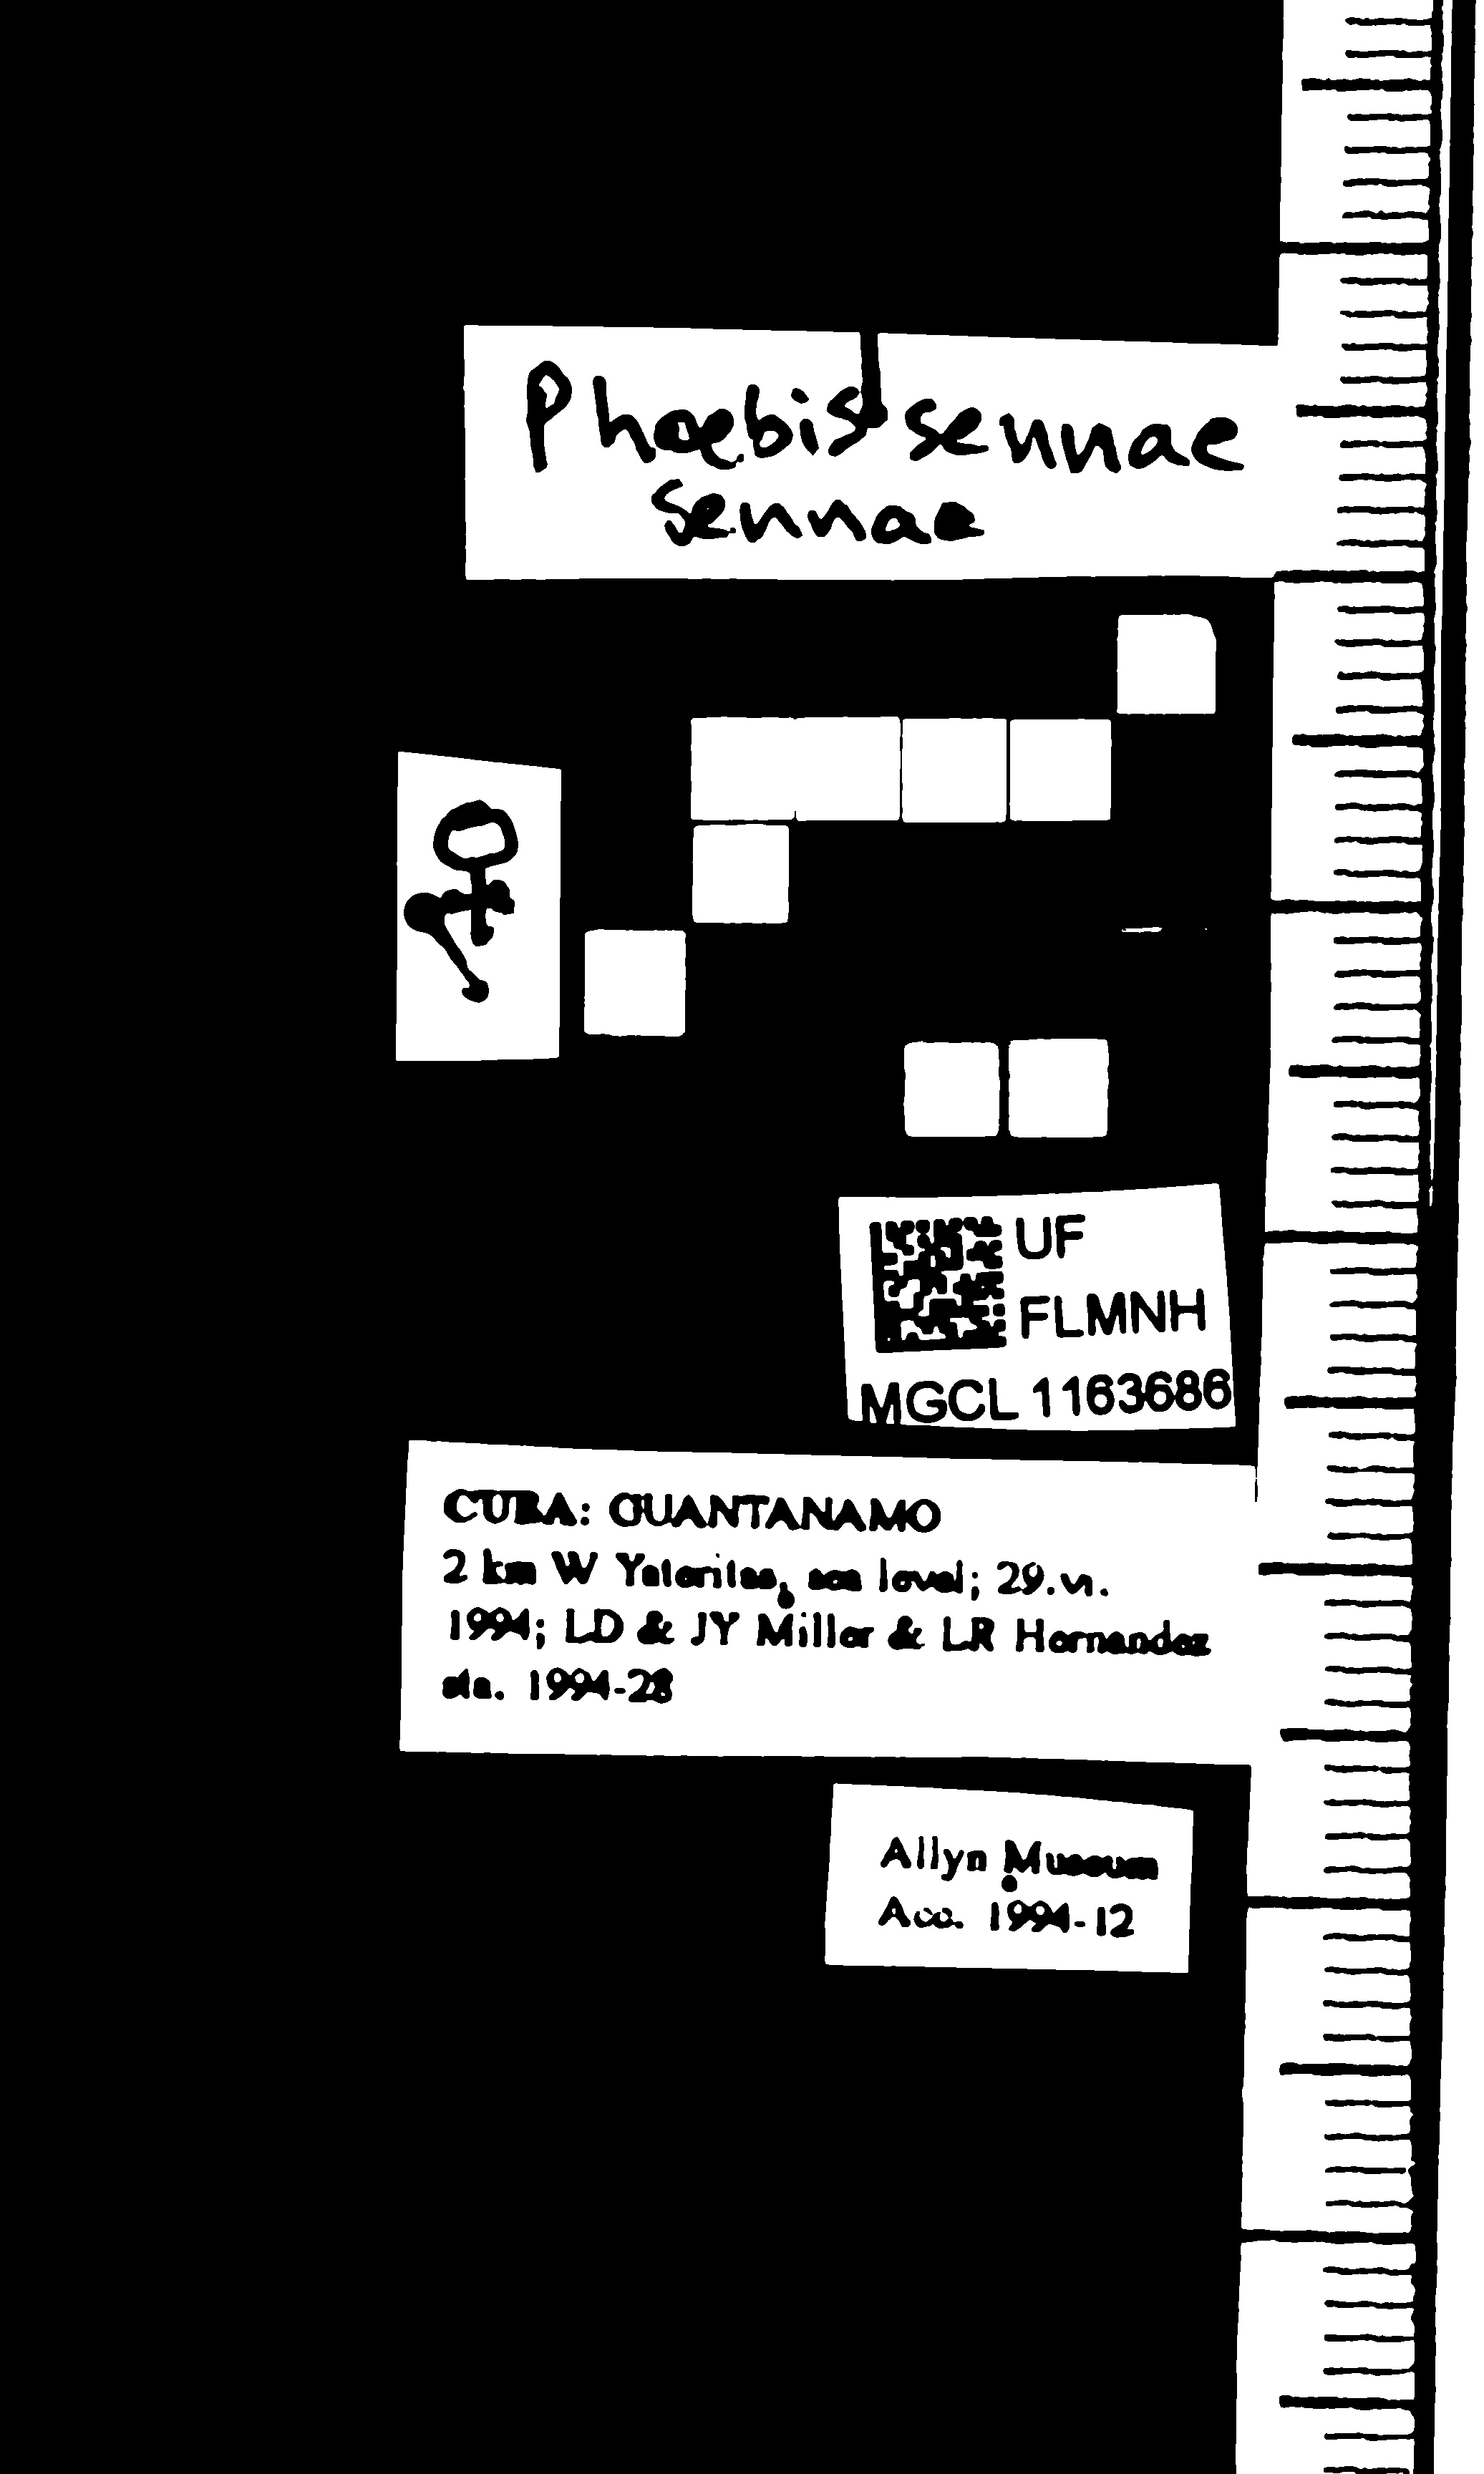 Phoebis sennae
sennae
♀
UF
FLMNH
MGCL 1163686
CUBA: GUANTANAMO
2 km W Yateritas, sea level; 29.vi.
1994; LD & JY Miller & LR Hernandez
sta. 1994-28
Allyn Museum
Acc. 1994-12